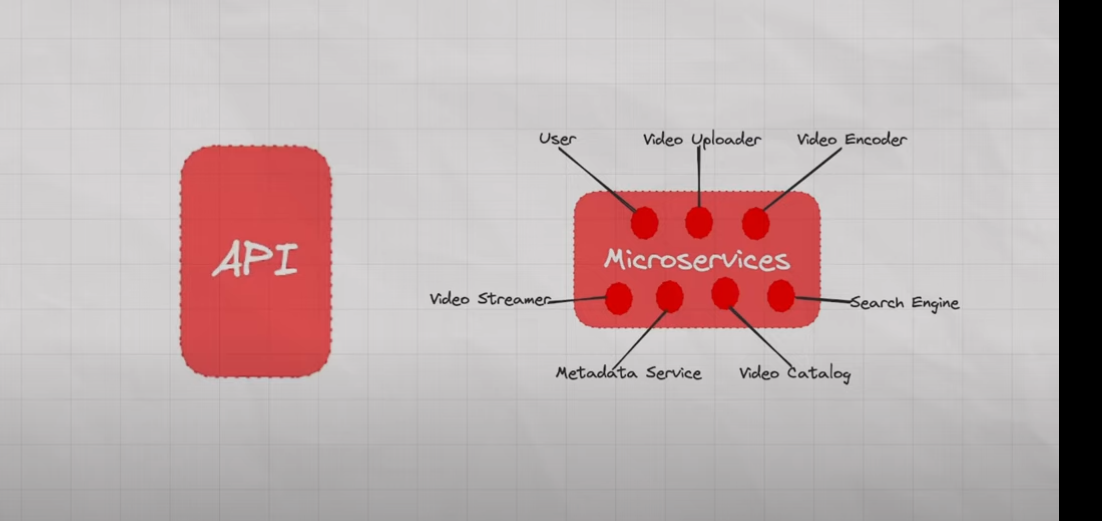 User
Video Uploader
Video Encoder
API
Microservices
Video Streamer
Search Engine
Metadata Service
Video Catalog